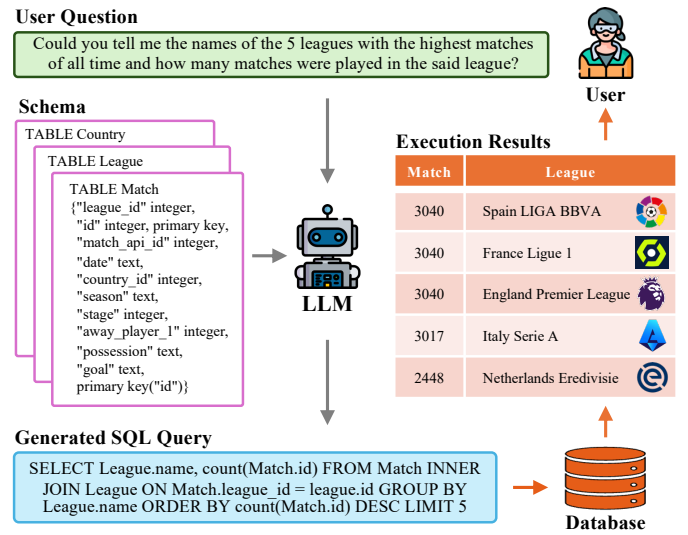 User Question
Could you tell me the names of the 5 leagues with the highest matches
of all time and how many matches were played in the said league?
User
Schema
TABLE Country
TABLE League
TABLE Match
{"league_id" integer,
"id" integer, primary key,
"match_api_id" integer,
"date" text,
"country_id" integer,
"season" text,
"stage" integer,
"away_player_1" integer,
"possession" text,
"goal" text,
primary key("id")}
LLM
Execution Results
Match League
3040 Spain LIGA BBVA
3040 France Ligue 1
3040 England Premier League
3017 Italy Serie A
2448 Netherlands Eredivisie
Generated SQL Query
SELECT League.name, count(Match.id) FROM Match INNER
JOIN League ON Match.league_id = league.id GROUP BY
League.name ORDER BY count(Match.id) DESC LIMIT 5
Database